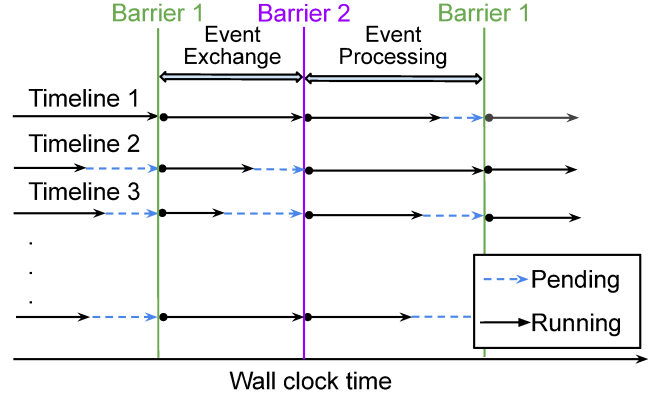 Barrier 1
Barrier 2
Barrier 1
Event
Exchange
Event
Processing
Timeline 1
Timeline 2
Timeline 3
.
.
.
Pending
Running
Wall clock time